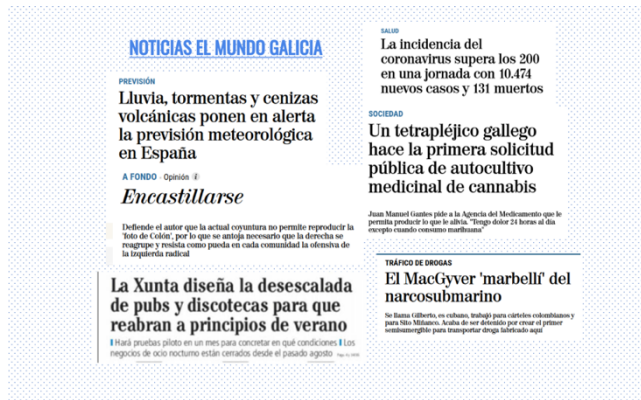 NOTICIAS EL MUNDO GALICIA
PREVISIÓN
Lluvia, tormentas y cenizas
volcánicas ponen en alerta
la previsión meteorológica
en España
A FONDO - Opinión
Encastillarse
Defiende el autor que la actual coyuntura no permite reproducir la
'foto de Colón', por lo que se antoja necesario que la derecha se
reagrupe y resista como pueda en cada comunidad la ofensiva de
la izquierda radical
La Xunta diseña la desescalada
de pubs y discotecas para que
reabran a principios de verano
Hará pruebas piloto en un mes para concretar en qué condiciones Los
negocios de ocio nocturno están cerrados desde el pasado agosto
SALUD
La incidencia del
coronavirus supera los 200
en una jornada con 10.474
nuevos casos y 131 muertos
SOCIEDAD
Un tetrapléjico gallego
hace la primera solicitud
pública de autocultivo
medicinal de cannabis
Juan Manuel Gantes pide a la Agencia del Medicamento que le
permita producir lo que le alivia. "Tengo dolor 24 horas al día
excepto cuando consumo marihuana"
TRÁFICO DE DROGAS
El MacGyver 'marbellí' del
narcosubmarino
Se llama Gilberto, es cubano, trabajó para cárteles colombianos y
para Sito Miñanco. Acaba de ser detenido por crear el primer
semisumergible para transportar droga fabricado aquí